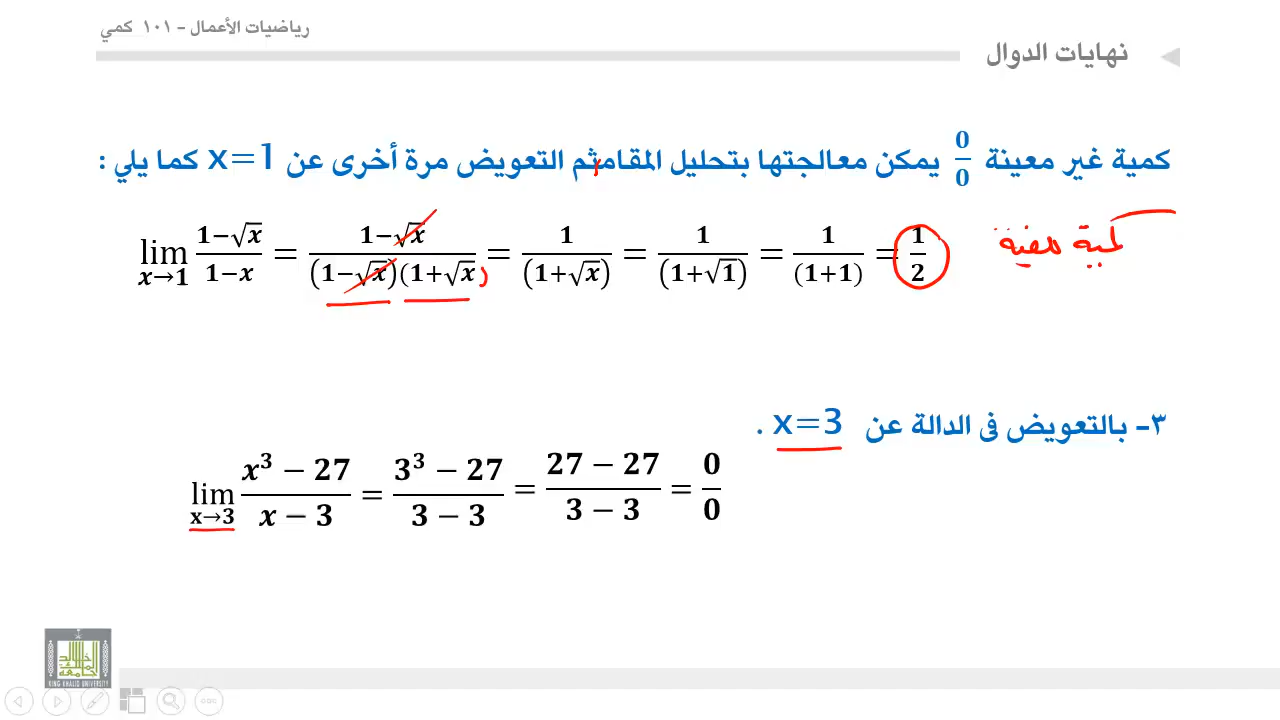 رياضيات الأعمال - ١٠١ كمي
نهايات الدوال
كمية غير معينة 0/0 يمكن معالجتها بتحليل المقام ثم التعويض مرة أخرى عن x=1 كما يلي :
lim x→1 (1−√x)/(1−x) = (1−√x)/((1−√x)(1+√x)) = 1/(1+√x) = 1/(1+√1) = 1/(1+1) = 1/2
كمية معينة
٣- بالتعويض فى الدالة عن x=3 .
lim x→3 (x³ − 27)/(x − 3) = (3³ − 27)/(3 − 3) = (27 − 27)/(3 − 3) = 0/0
KING KHALID UNIVERSITY